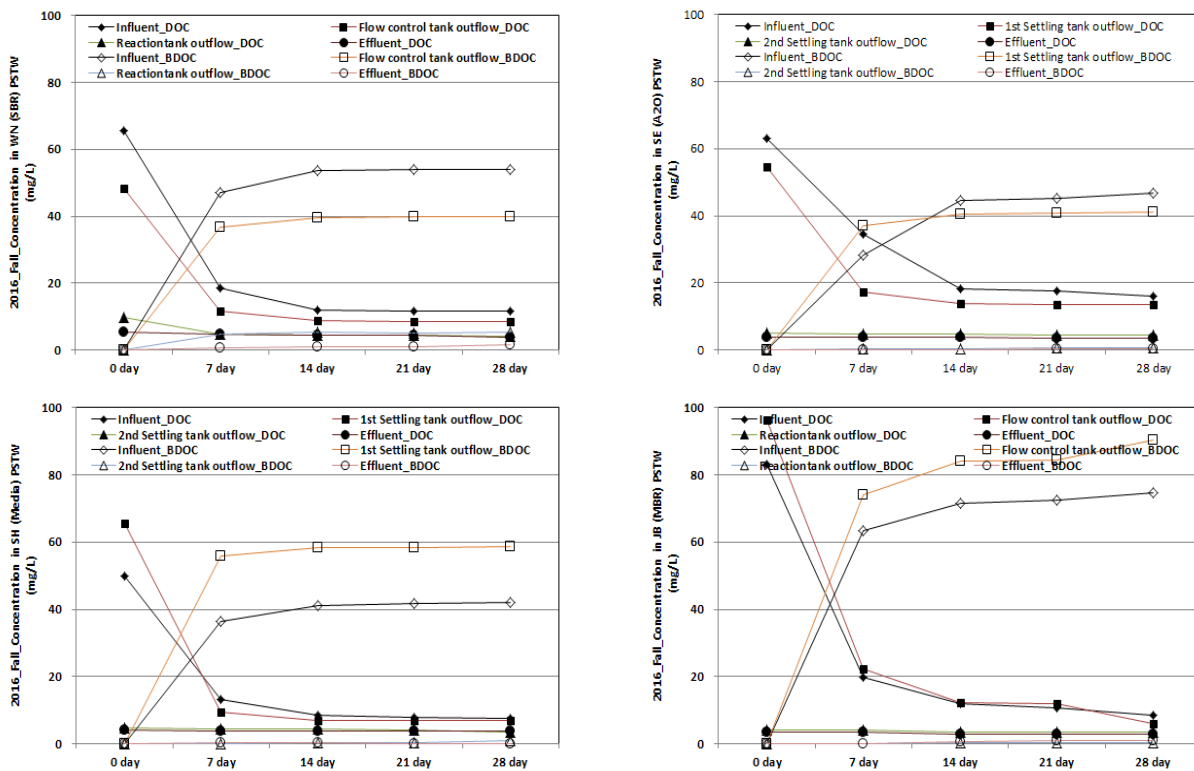 100
80
60
40
20
0
2016_Fall_Concentration in WN (SBR) PSTW
(mg/L)
Influent_DOC
Flow control tank outflow_DOC
Reactiontank outflow_DOC
Effluent_DOC
Influent_BDOC
Flow control tank outflow_BDOC
Reactiontank outflow_BDOC
Effluent_BDOC
0 day
7 day
14 day
21 day
28 day
100
80
60
40
20
0
2016_Fall_Concentration in SE (A2O) PSTW
(mg/L)
Influent_DOC
1st Settling tank outflow_DOC
2nd Settling tank outflow_DOC
Effluent_DOC
Influent_BDOC
1st Settling tank outflow_BDOC
2nd Settling tank outflow_BDOC
Effluent_BDOC
0 day
7 day
14 day
21 day
28 day
100
80
60
40
20
0
2016_Fall_Concentration in SH (Media) PSTW
(mg/L)
Influent_DOC
1st Settling tank outflow_DOC
2nd Settling tank outflow_DOC
Effluent_DOC
Influent_BDOC
1st Settling tank outflow_BDOC
2nd Settling tank outflow_BDOC
Effluent_BDOC
0 day
7 day
14 day
21 day
28 day
100
80
60
40
20
0
2016_Fall_Concentration in JB (MBR) PSTW
(mg/L)
Influent_DOC
Flow control tank outflow_DOC
Reactiontank outflow_DOC
Effluent_DOC
Influent_BDOC
Flow control tank outflow_BDOC
Reactiontank outflow_BDOC
Effluent_BDOC
0 day
7 day
14 day
21 day
28 day